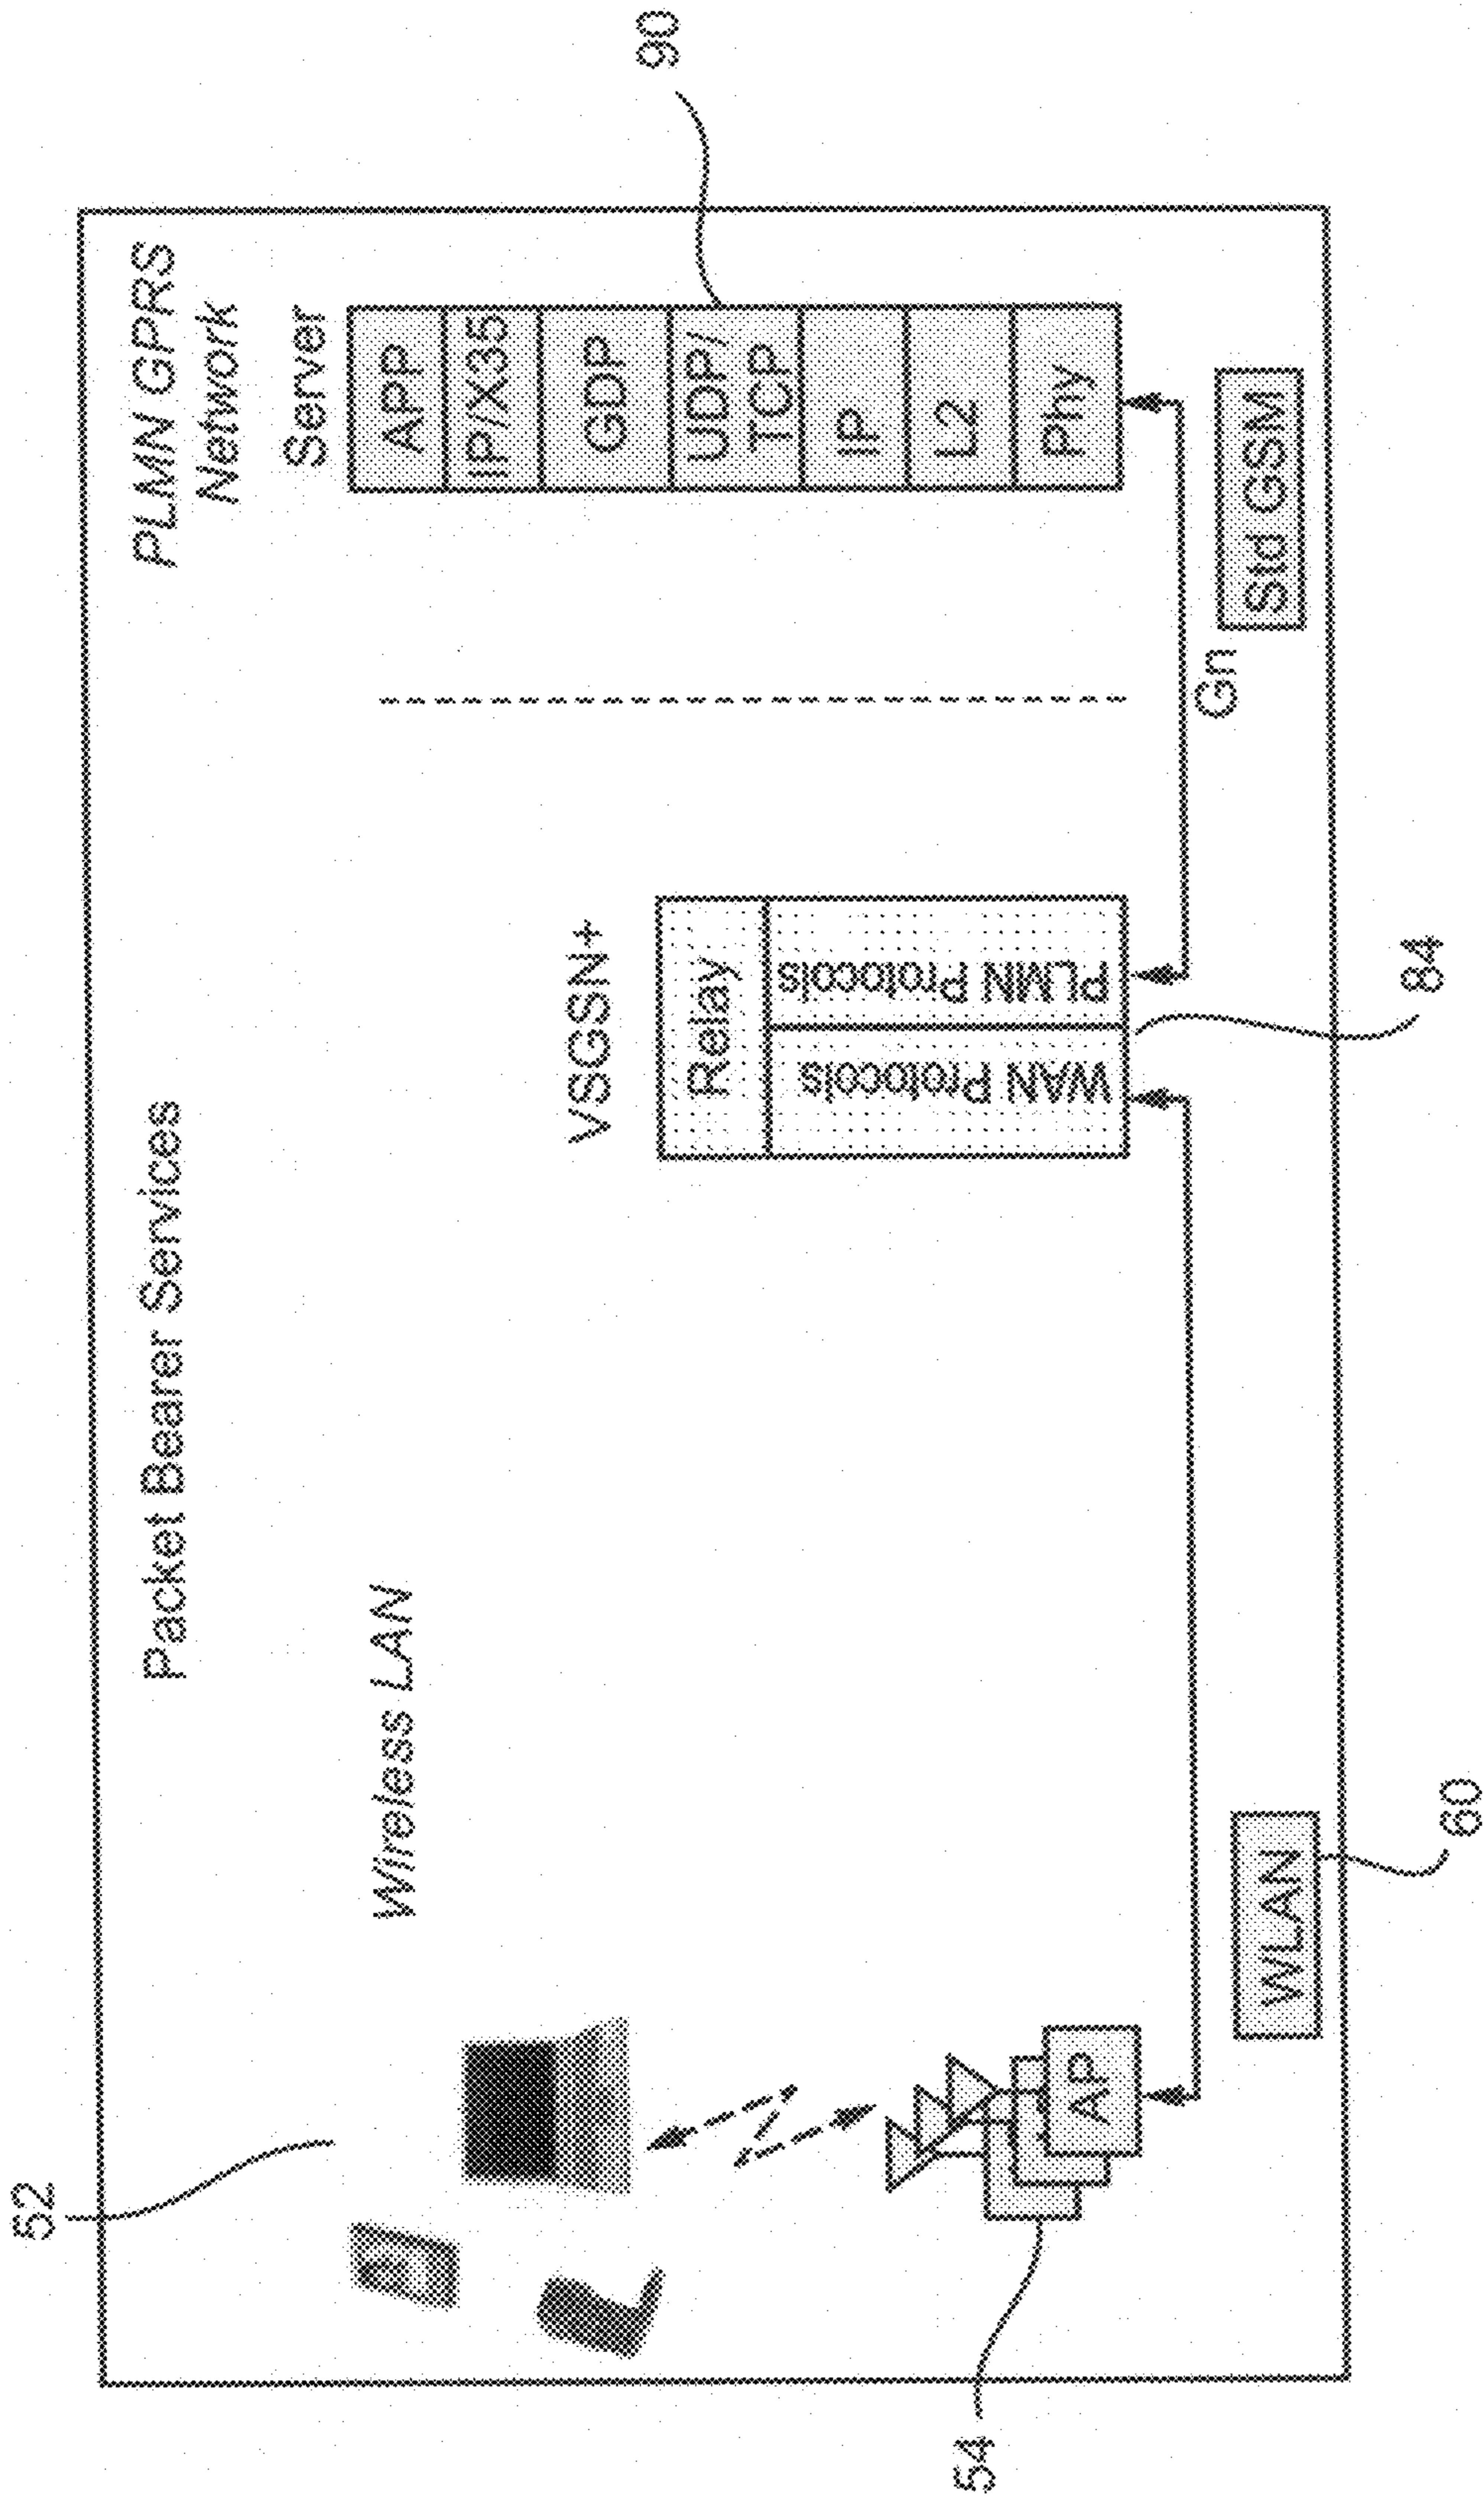 Packet Bearer Services
PLMN GPRS
Network
52
Wireless LAN
Server
APP
IP/X35
GDP
UDP/
TCP
IP
L2
Phy
90
VSGSN+
Relay
WAN Protocols
PLMN Protocols
54
AP
Gn
WLAN
Std GSM
60
84